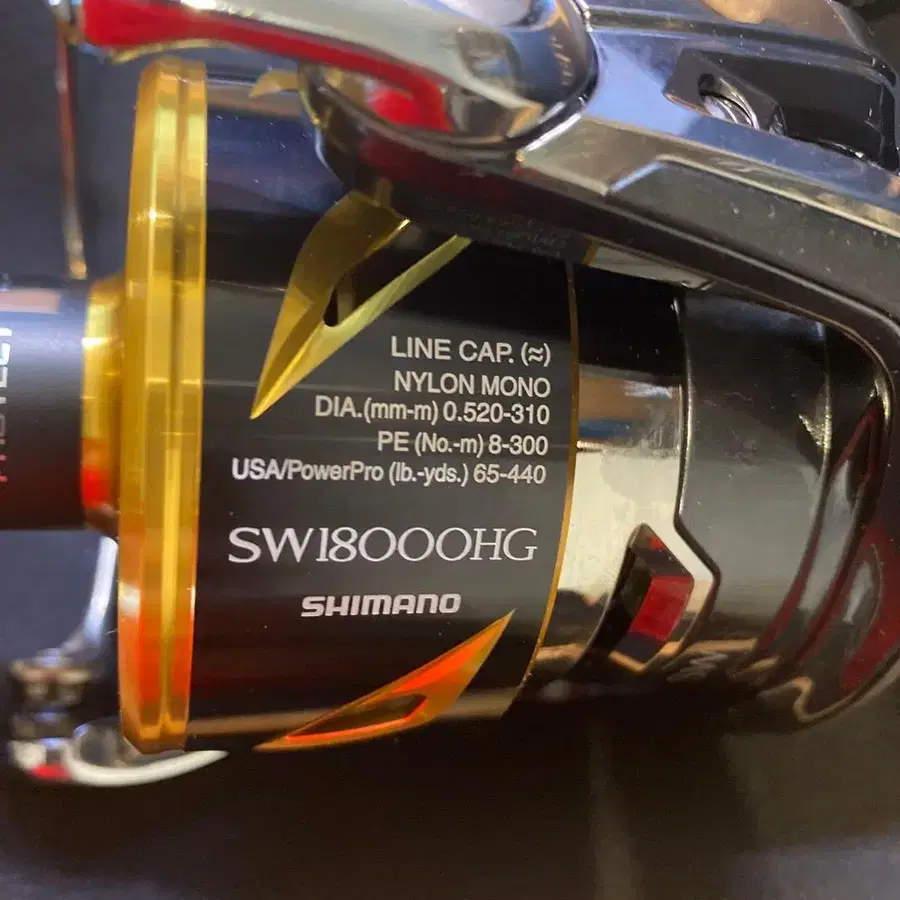 LINE CAP. (≈)
NYLON MONO
DIA.(mm-m) 0.520-310
PE (No.-m) 8-300
USA/PowerPro (lb.-yds.) 65-440
SW18000HG
SHIMANO